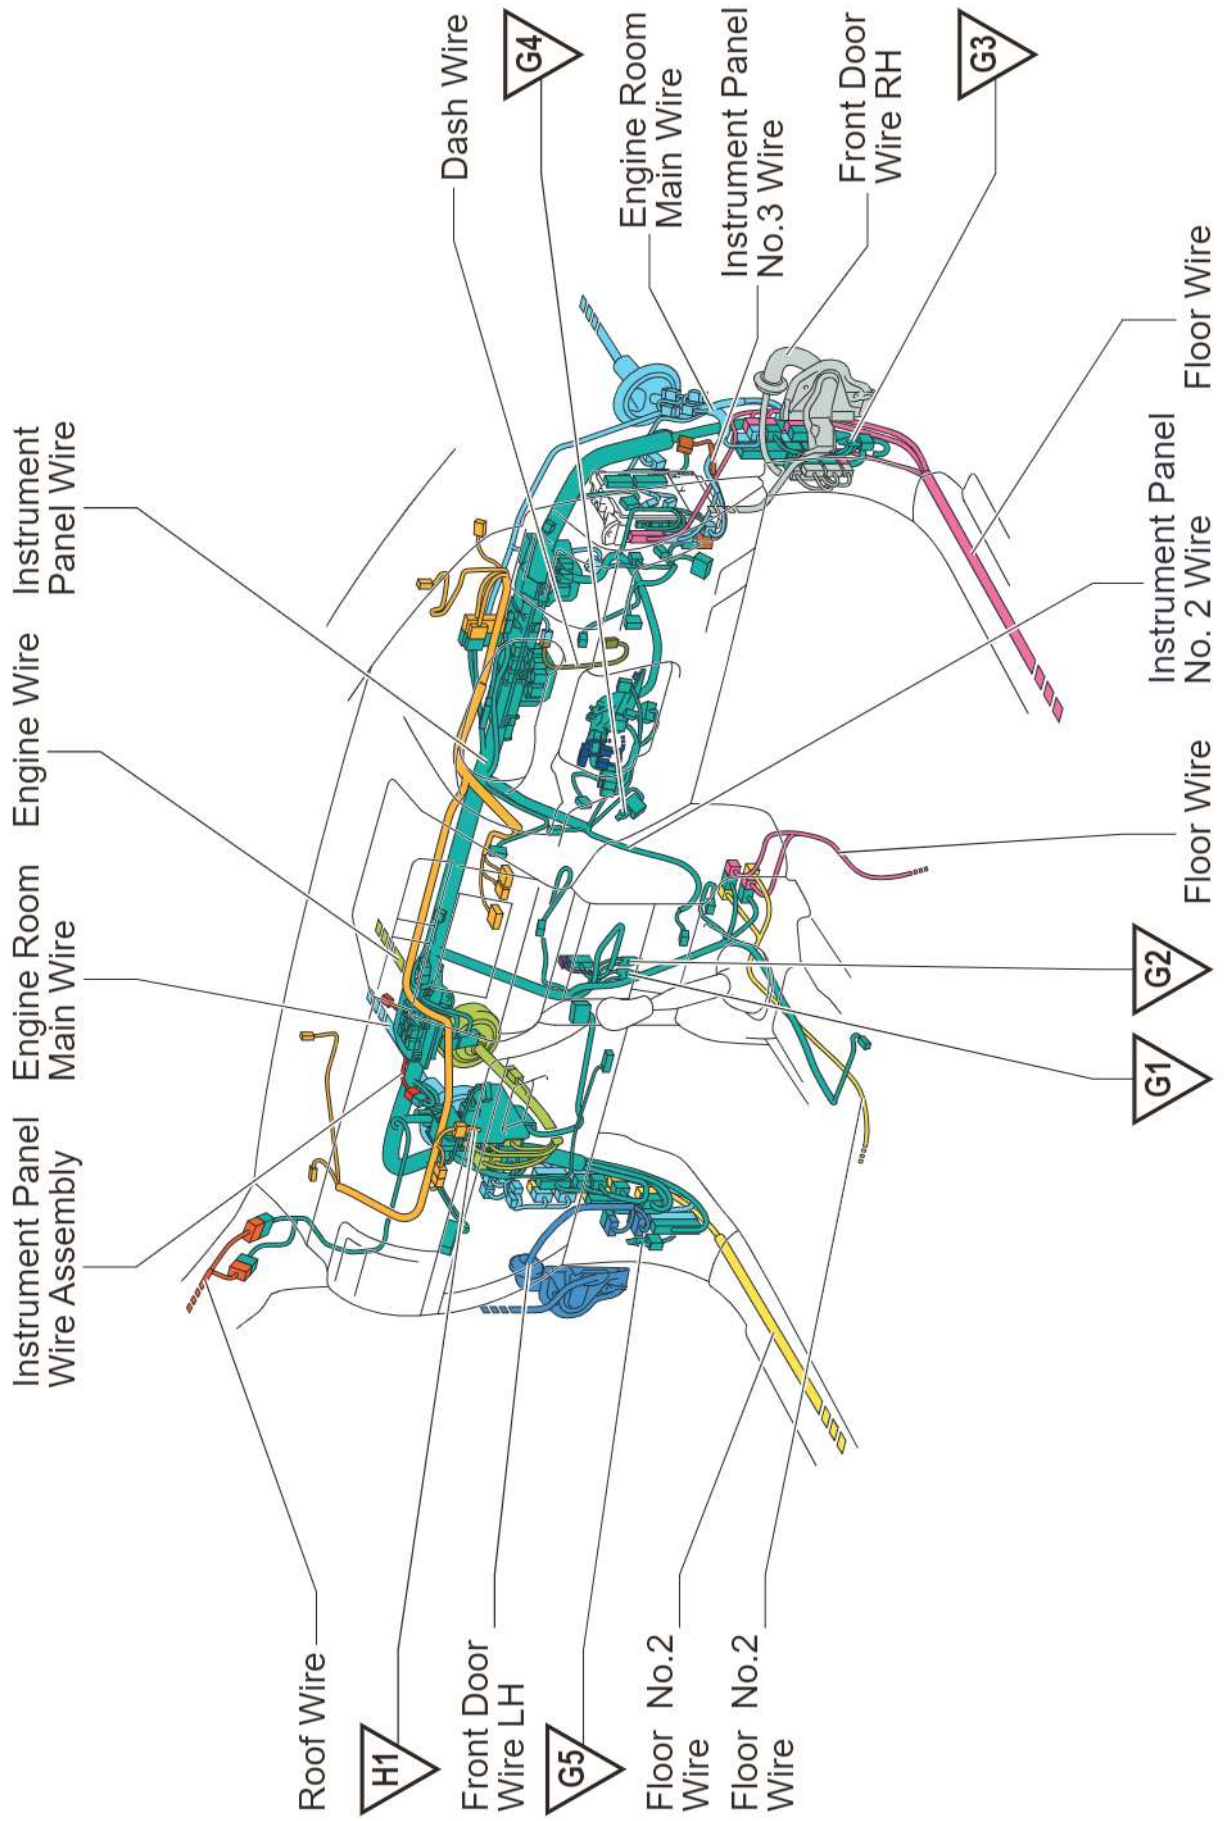 Instrument Panel
Wire Assembly
Engine Room
Main Wire
Engine Wire
Instrument
Panel Wire
Roof Wire
H1
Front Door
Wire LH
G5
Floor No.2
Wire
Floor No.2
Wire
Dash Wire
G4
Engine Room
Main Wire
Instrument Panel
No.3 Wire
Front Door
Wire RH
G3
G1
G2
Floor Wire
Instrument Panel
No. 2 Wire
Floor Wire